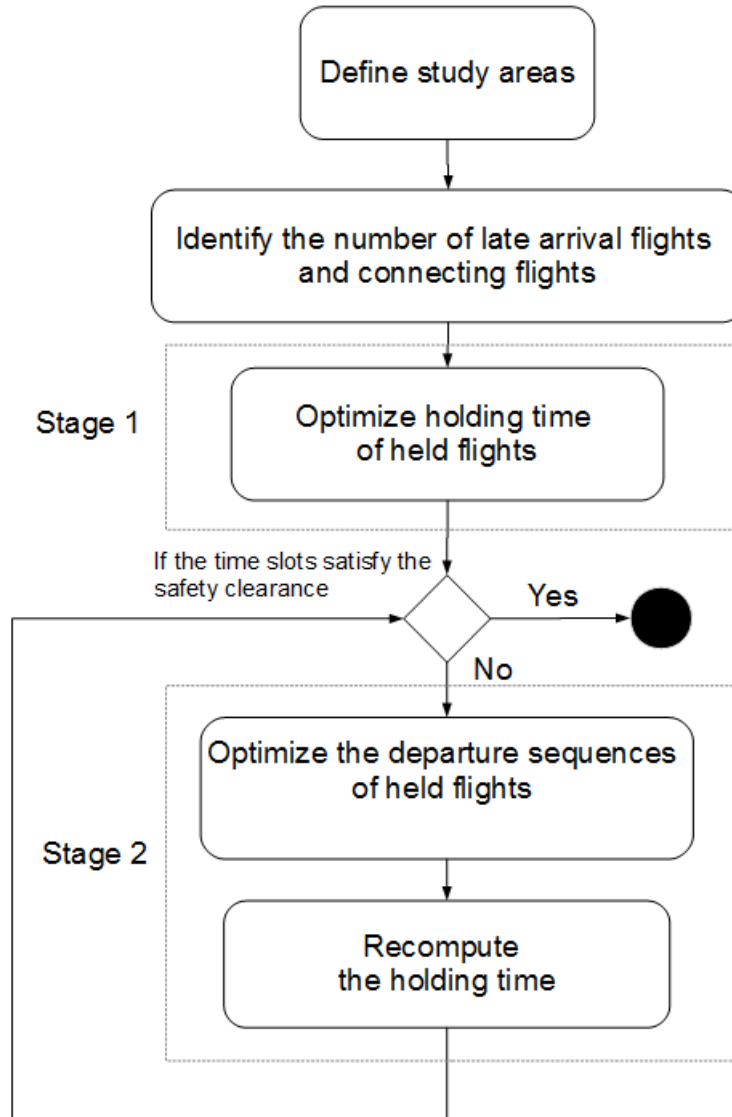 Define study areas
Identify the number of late arrival flights
and connecting flights
Stage 1
Optimize holding time
of held flights
If the time slots satisfy the
safety clearance
Yes
No
Optimize the departure sequences
of held flights
Stage 2
Recompute
the holding time